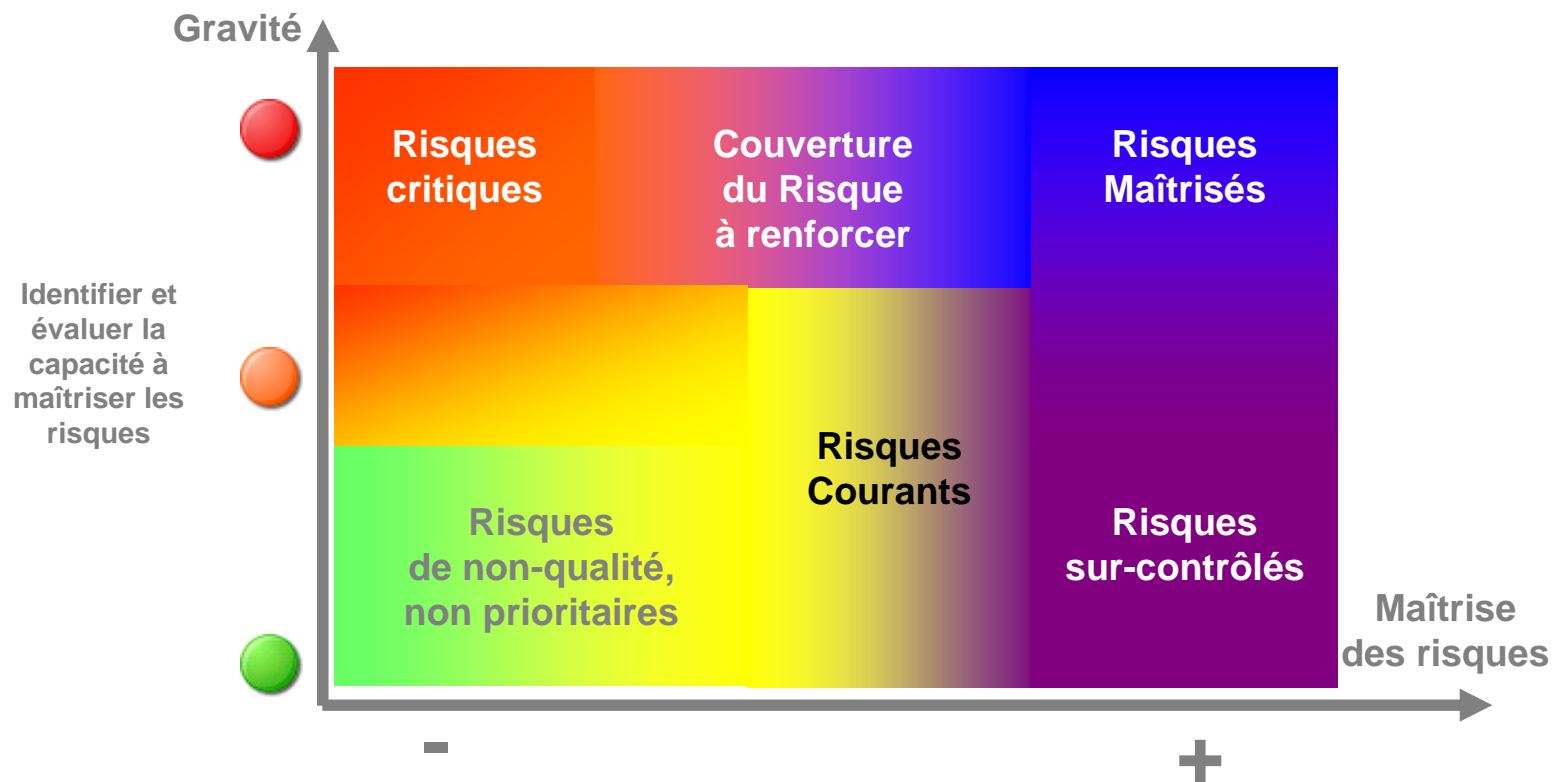 Gravité
Risques
critiques
Couverture
du Risque
à renforcer
Risques
Maîtrisés
Identifier et
évaluer la
capacité à
maîtriser les
risques
Risques
Courants
Risques
de non-qualité,
non prioritaires
Risques
sur-contrôlés
Maîtrise
des risques
-
+